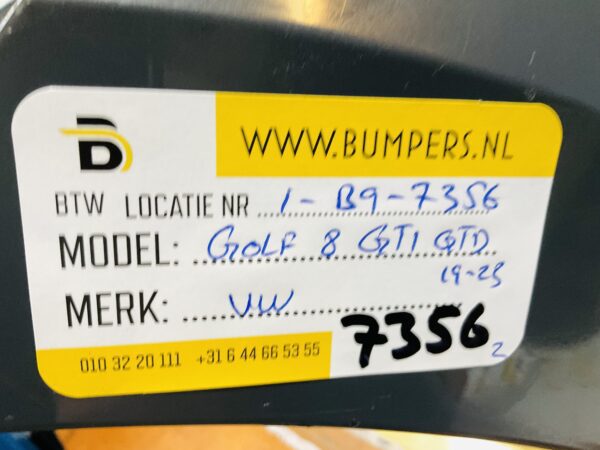 WWW.BUMPERS.NL
BTW LOCATIE NR 1-B9-7356
MODEL: GOLF 8 GTI GTD
19-23
MERK: VW
7356 2
010 32 20 111 +31 6 44 66 53 55